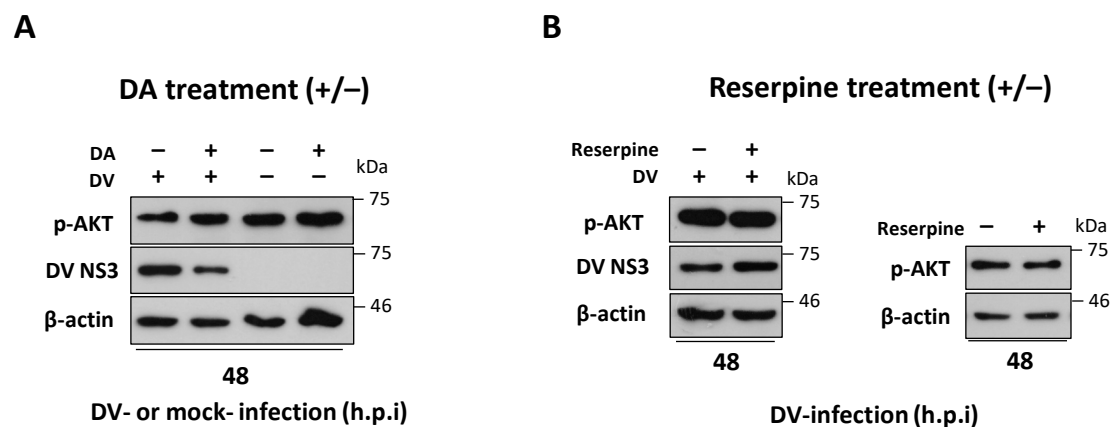 A
DA treatment (+/–)
DA – + – +
DV + + – –
kDa
p-AKT
75
DV NS3
75
β-actin
46
48
DV- or mock- infection (h.p.i)
B
Reserpine treatment (+/–)
Reserpine – +
DV + +
kDa
p-AKT
75
DV NS3
75
β-actin
46
48
Reserpine – +
kDa
p-AKT
75
β-actin
46
48
DV-infection (h.p.i)